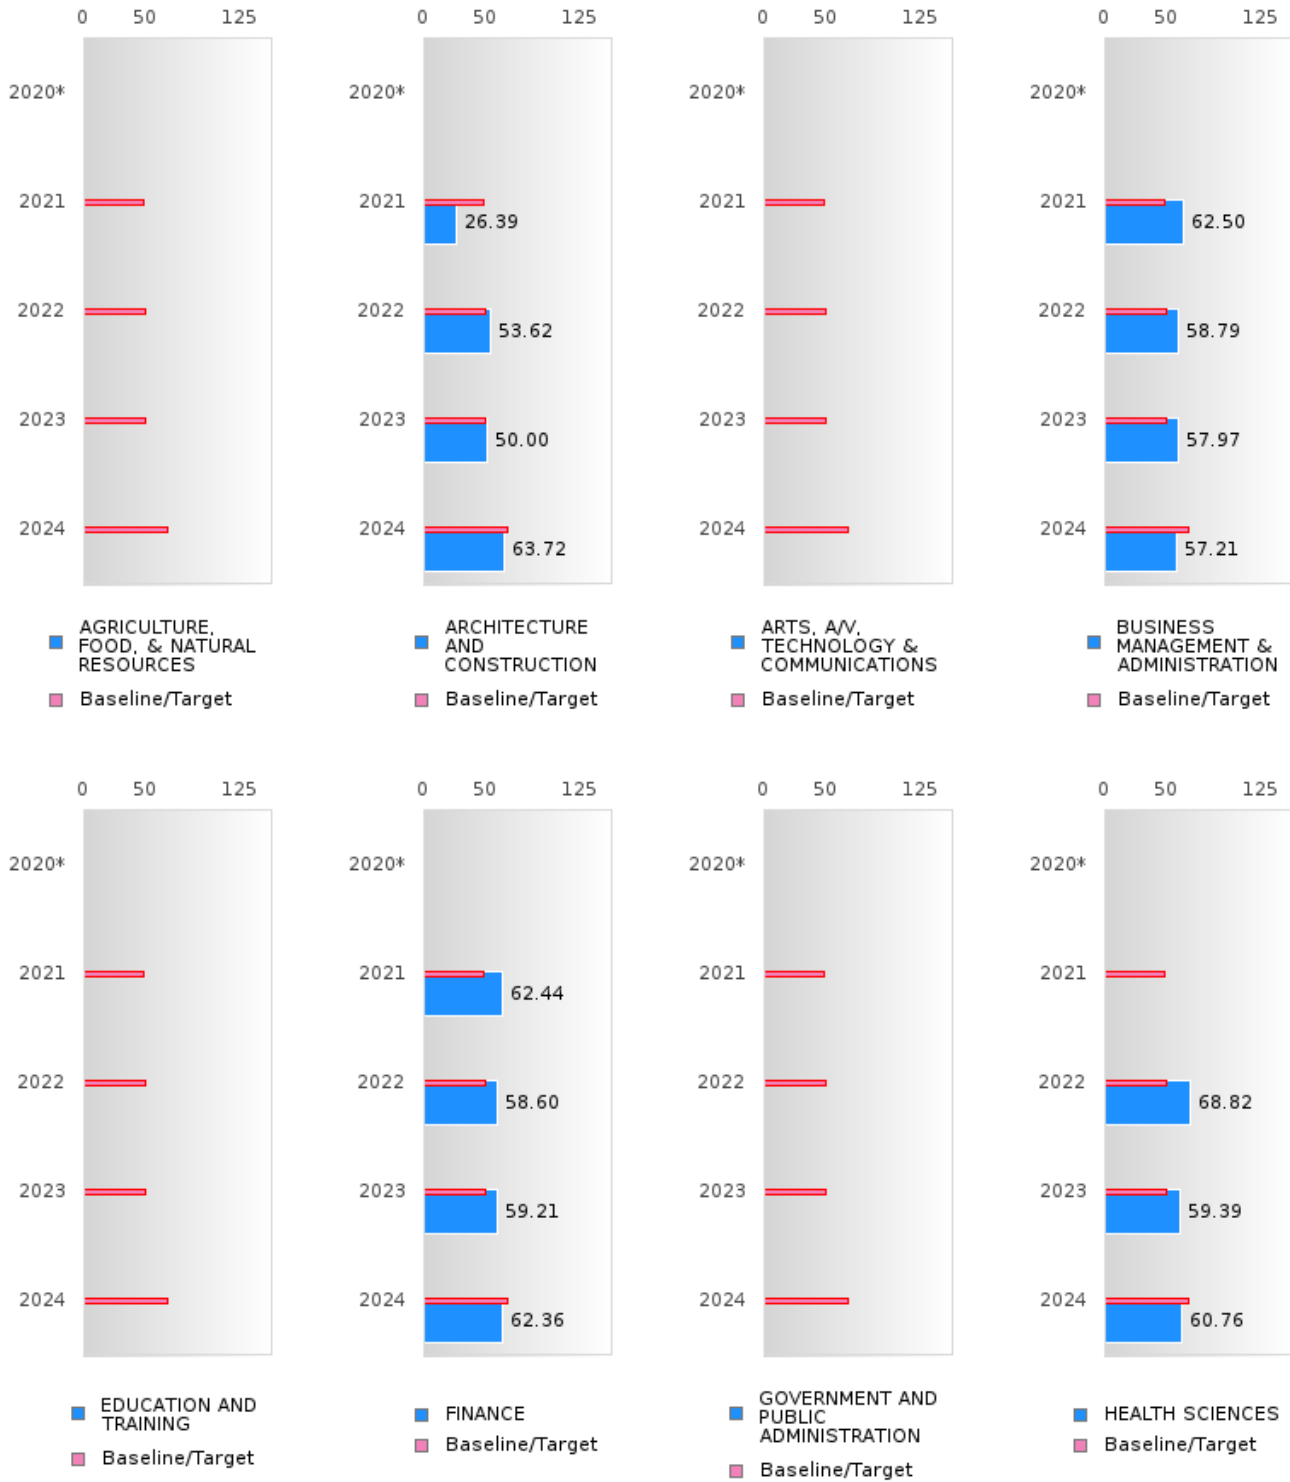 0 50 125
2020*
2021
2022
2023
2024
AGRICULTURE,
FOOD, & NATURAL
RESOURCES
Baseline/Target
0 50 125
2020*
2021
26.39
2022
53.62
2023
50.00
2024
63.72
ARCHITECTURE
AND
CONSTRUCTION
Baseline/Target
0 50 125
2020*
2021
2022
2023
2024
ARTS, A/V,
TECHNOLOGY &
COMMUNICATIONS
Baseline/Target
0 50 125
2020*
2021
62.50
2022
58.79
2023
57.97
2024
57.21
BUSINESS
MANAGEMENT &
ADMINISTRATION
Baseline/Target
0 50 125
2020*
2021
2022
2023
2024
EDUCATION AND
TRAINING
Baseline/Target
0 50 125
2020*
2021
62.44
2022
58.60
2023
59.21
2024
62.36
FINANCE
Baseline/Target
0 50 125
2020*
2021
2022
2023
2024
GOVERNMENT AND
PUBLIC
ADMINISTRATION
Baseline/Target
0 50 125
2020*
2021
2022
68.82
2023
59.39
2024
60.76
HEALTH SCIENCES
Baseline/Target